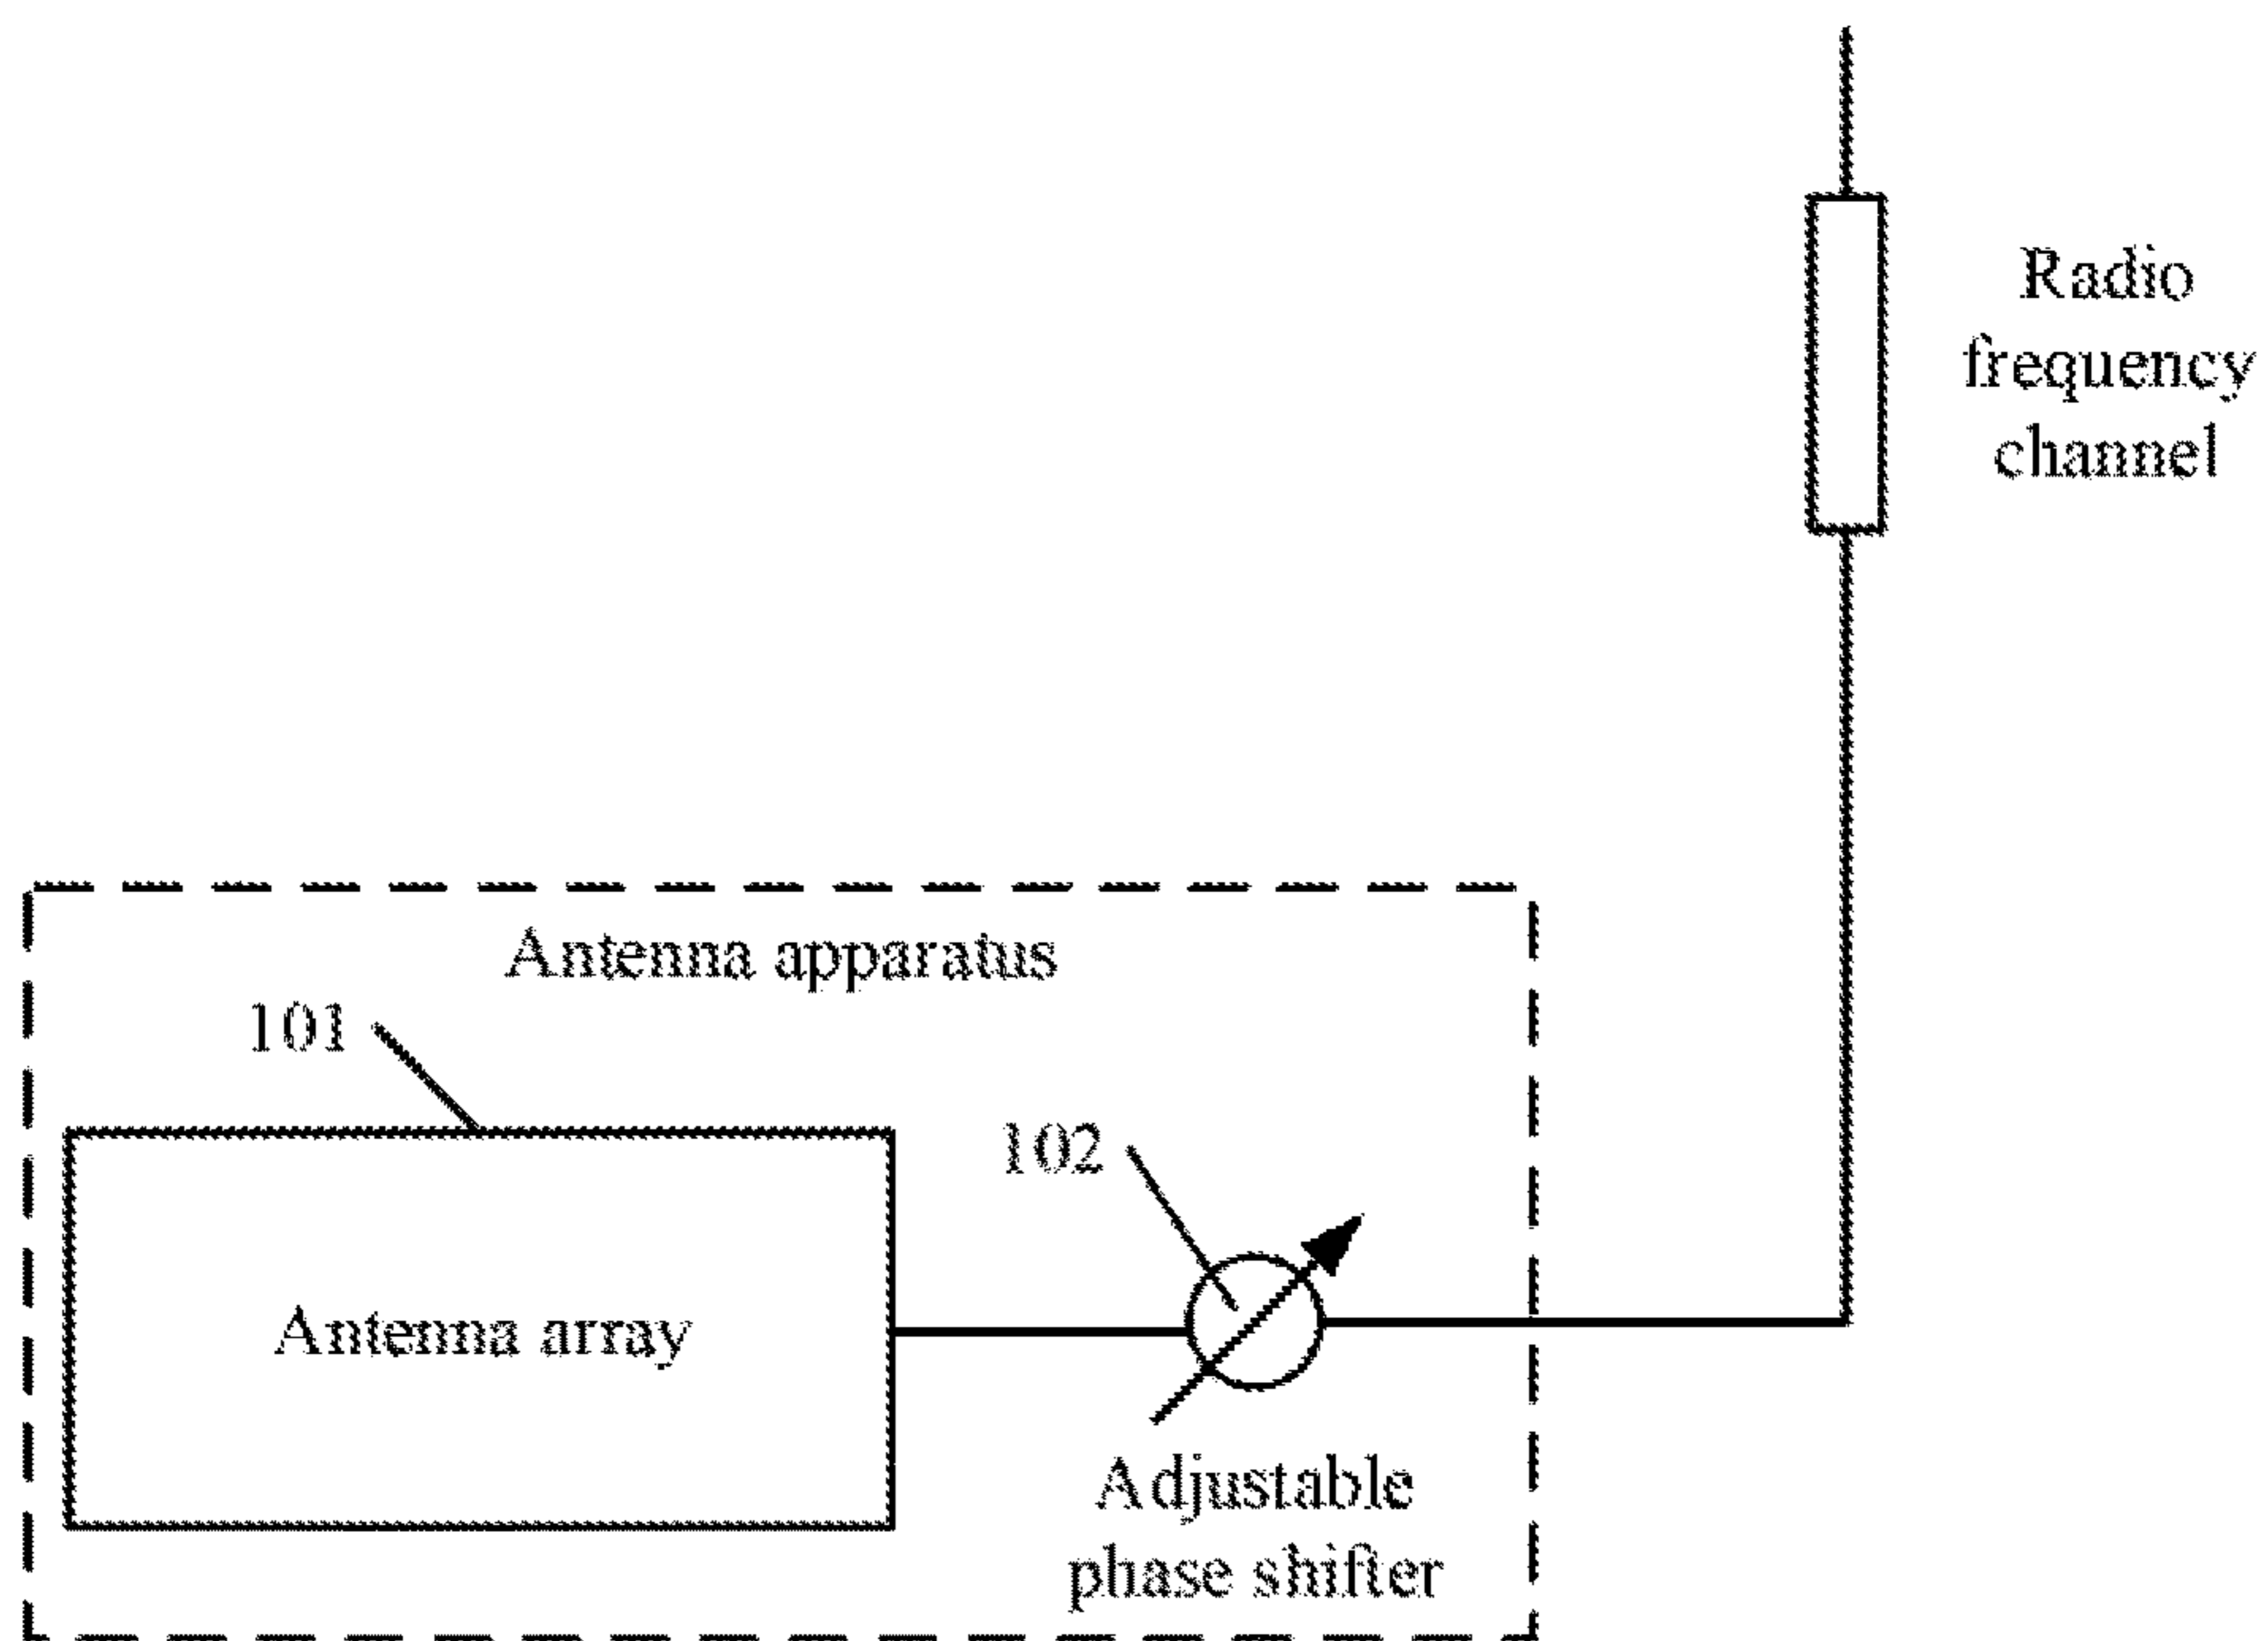 Radio
frequency
channel
Antenna apparatus
101
102
Antenna array
Adjustable
phase shifter